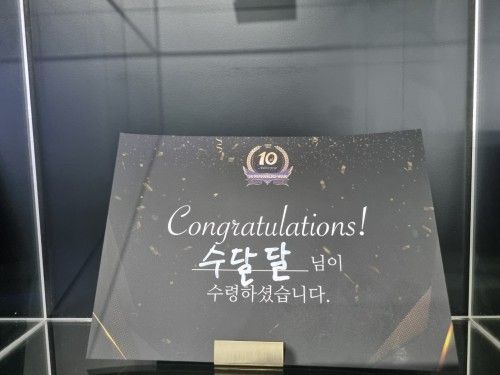 10
Congratulations!
수달달 님이
수령하셨습니다.